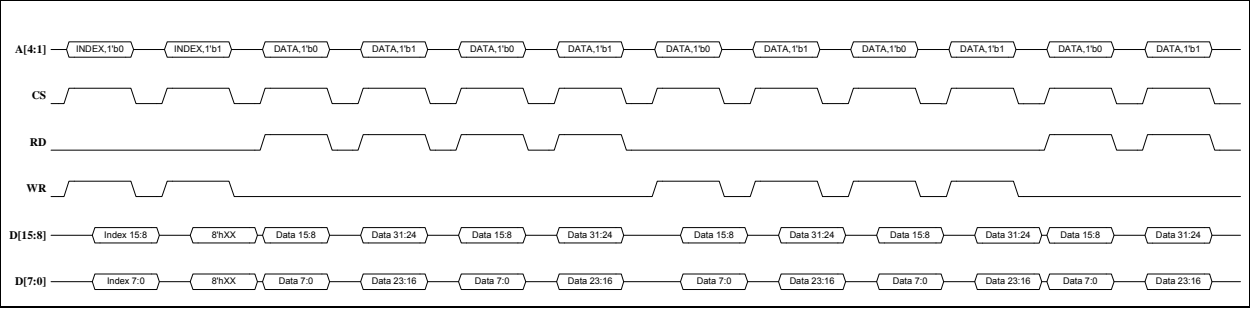 A[4:1] INDEX,1'b0 INDEX,1'b1 DATA,1'b0 DATA,1'b1 DATA,1'b0 DATA,1'b1 DATA,1'b0 DATA,1'b1 DATA,1'b0 DATA,1'b1 DATA,1'b0 DATA,1'b1
CS
RD
WR
D[15:8] Index 15:8 8'hXX Data 15:8 Data 31:24 Data 15:8 Data 31:24 Data 15:8 Data 31:24 Data 15:8 Data 31:24 Data 15:8 Data 31:24
D[7:0] Index 7:0 8'hXX Data 7:0 Data 23:16 Data 7:0 Data 23:16 Data 7:0 Data 23:16 Data 7:0 Data 23:16 Data 7:0 Data 23:16